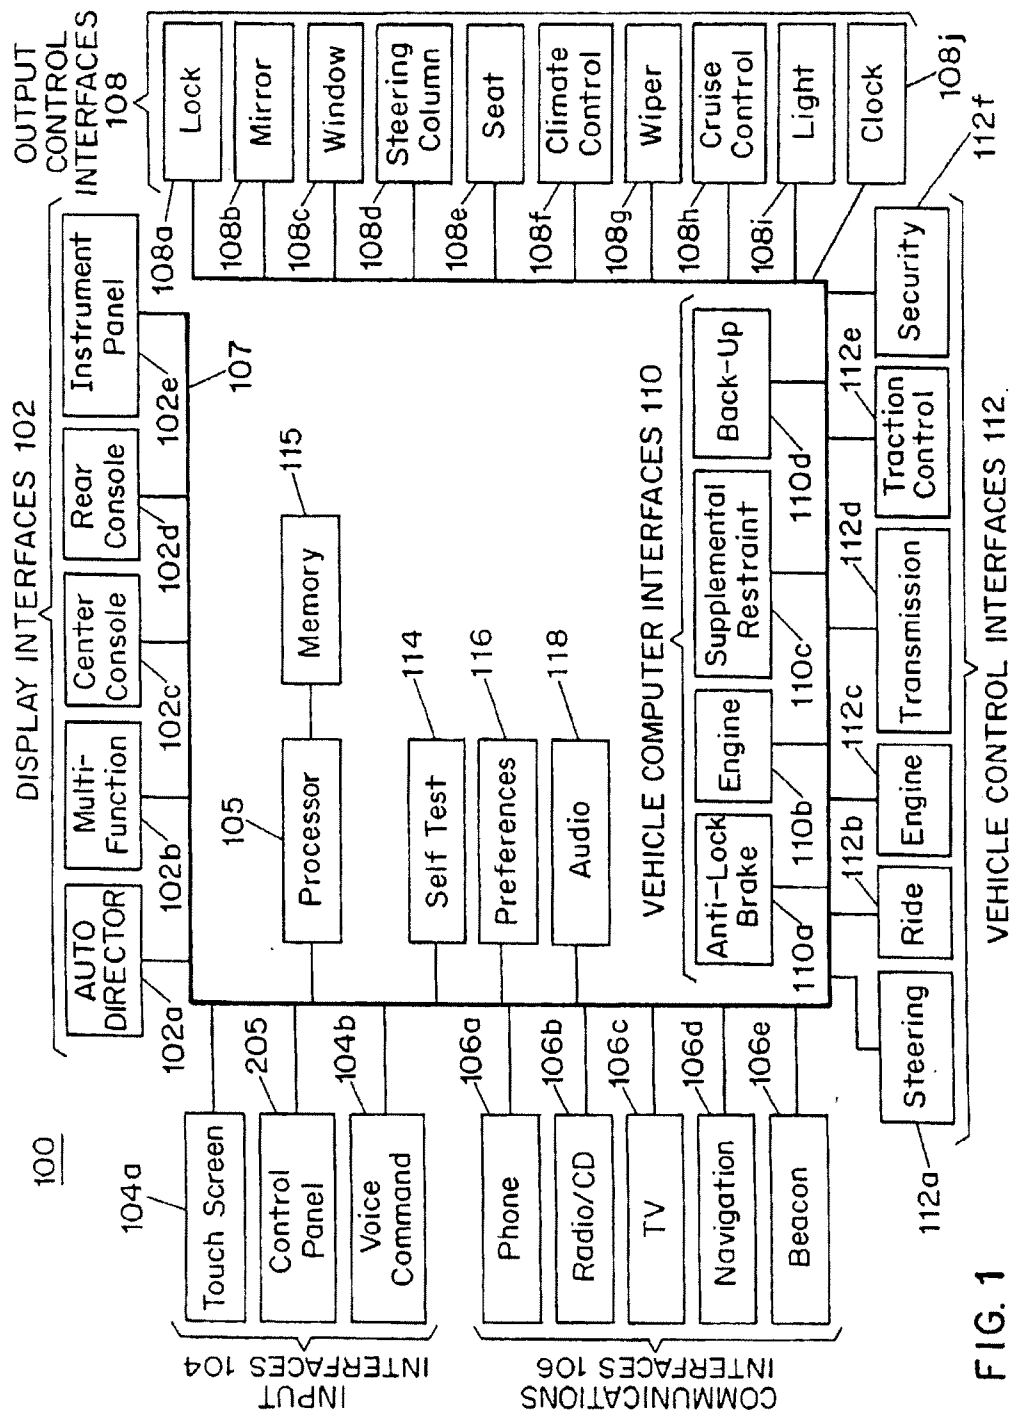 100
DISPLAY INTERFACES 102
AUTO
DIRECTOR
102a
Multi-
Function
102b
Center
Console
102c
Rear
Console
102d
Instrument
Panel
102e
107
OUTPUT
CONTROL
INTERFACES
108
Lock
108a
Mirror
108b
Window
108c
Steering
Column
108d
Seat
108e
Climate
Control
108f
Wiper
108g
Cruise
Control
108h
Light
108i
Clock
108j
INPUT
INTERFACES 104
104a
Touch Screen
Control
Panel
205
Voice
Command
104b
COMMUNICATIONS
INTERFACES 106
Phone
106a
Radio/CD
106b
TV
106c
Navigation
106d
Beacon
106e
105
Processor
Memory
115
Self Test
114
Preferences
116
Audio
118
VEHICLE COMPUTER INTERFACES 110
Anti-Lock
Brake
110a
Engine
110b
Supplemental
Restraint
110c
Back-Up
110d
Steering
112a
Ride
112b
Engine
112c
Transmission
112d
Traction
Control
112e
Security
112f
VEHICLE CONTROL INTERFACES 112
FIG. 1